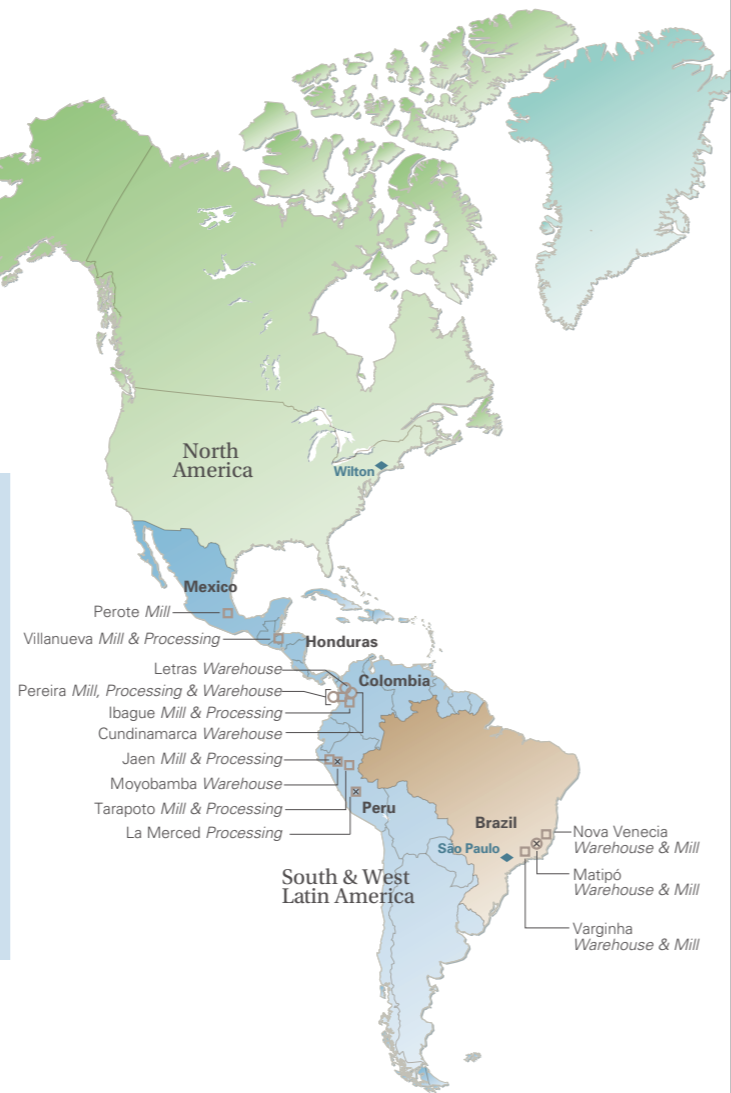 North
America
Wilton
Mexico
Perote Mill
Villanueva Mill & Processing
Honduras
Letras Warehouse
Colombia
Pereira Mill, Processing & Warehouse
Ibague Mill & Processing
Cundinamarca Warehouse
Jaen Mill & Processing
Moyobamba Warehouse
Tarapoto Mill & Processing
Peru
La Merced Processing
Brazil
São Paulo
Nova Venecia
Warehouse & Mill
Matipó
Warehouse & Mill
South & West
Latin America
Varginha
Warehouse & Mill